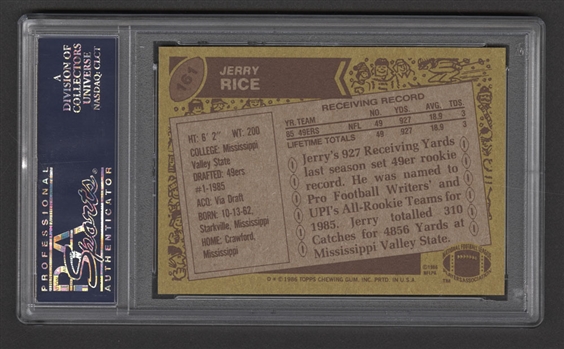 A
DIVISION OF
COLLECTORS
UNIVERSE
NASDAQ: CLCT
PROFESSIONAL
PSA
Sports
AUTHENTICATOR
161
JERRY
RICE
HT: 6' 2" WT: 200
COLLEGE: Mississippi
Valley State
DRAFTED: 49ers
#1-1985
ACQ: Via Draft
BORN: 10-13-62,
Starkville, Mississippi
HOME: Crawford,
Mississippi
RECEIVING RECORD
YR. TEAM NO. YDS. AVG. TDS.
85 49ERS NFL 49 927 18.9 3
LIFETIME TOTALS 49 927 18.9 3
Jerry's 927 Receiving Yards
last season set 49er rookie
record. He was named to
Pro Football Writers' and
UPI's All-Rookie Teams for
1985. Jerry totalled 310
Catches for 4856 Yards at
Mississippi Valley State.
© 1986 TOPPS CHEWING GUM, INC. PRTD. IN U.S.A.
TM